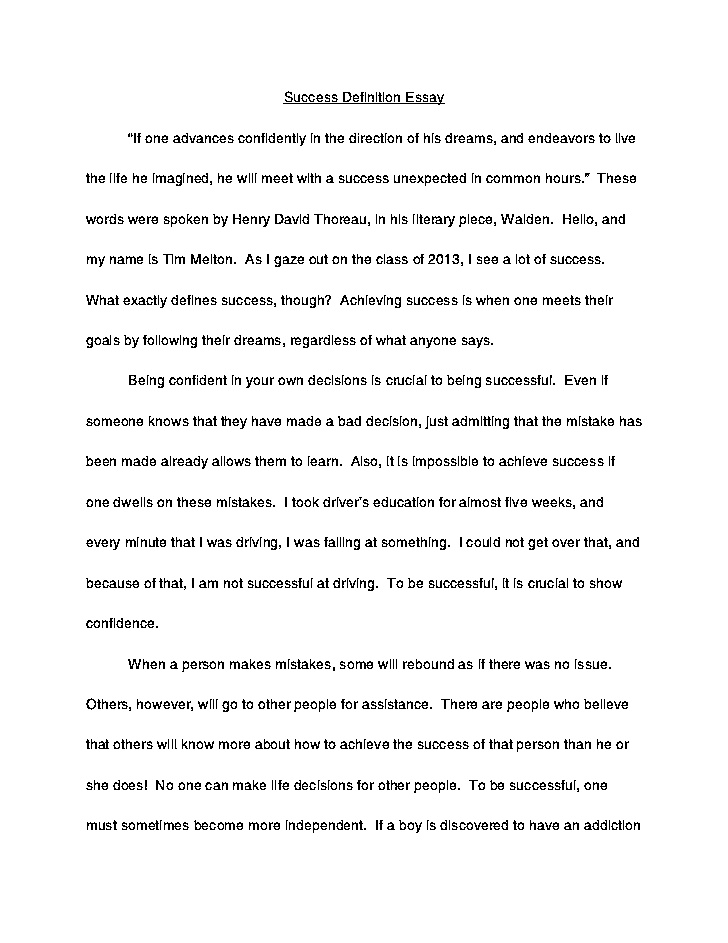 Success Definition Essay
“If one advances confidently in the direction of his dreams, and endeavors to live
the life he imagined, he will meet with a success unexpected in common hours.”  These
words were spoken by Henry David Thoreau, in his literary piece, Walden.  Hello, and
my name is Tim Melton.  As I gaze out on the class of 2013, I see a lot of success.
What exactly defines success, though?  Achieving success is when one meets their
goals by following their dreams, regardless of what anyone says.
Being confident in your own decisions is crucial to being successful.  Even if
someone knows that they have made a bad decision, just admitting that the mistake has
been made already allows them to learn.  Also, it is impossible to achieve success if
one dwells on these mistakes.  I took driver’s education for almost five weeks, and
every minute that I was driving, I was failing at something.  I could not get over that, and
because of that, I am not successful at driving.  To be successful, it is crucial to show
confidence.
When a person makes mistakes, some will rebound as if there was no issue.
Others, however, will go to other people for assistance.  There are people who believe
that others will know more about how to achieve the success of that person than he or
she does!  No one can make life decisions for other people.  To be successful, one
must sometimes become more independent.  If a boy is discovered to have an addiction